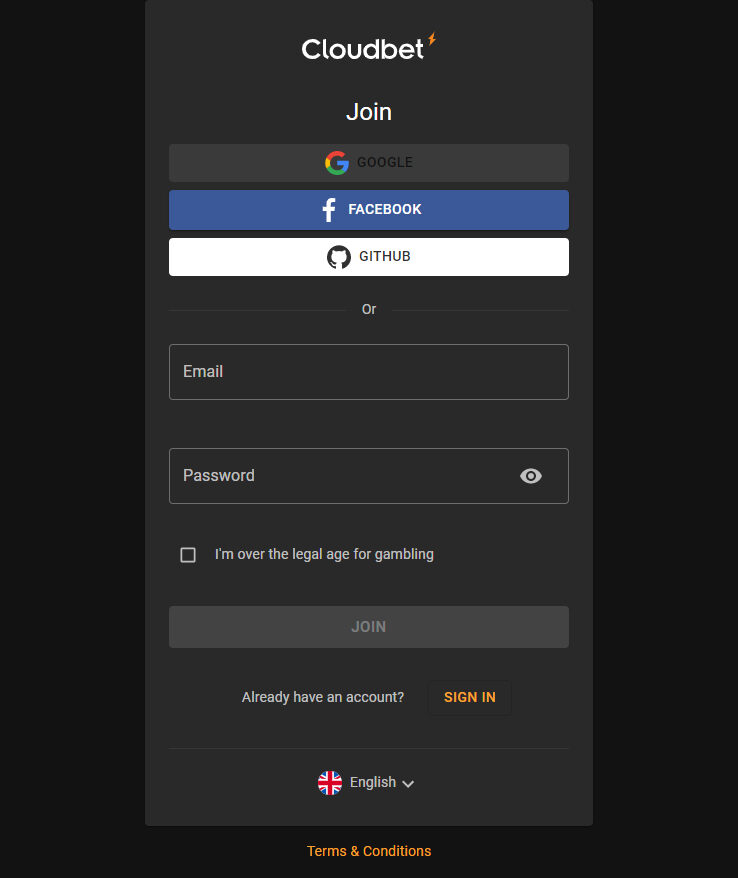 Cloudbet
Join
GOOGLE
FACEBOOK
GITHUB
Or
Email
Password
I'm over the legal age for gambling
JOIN
Already have an account? SIGN IN
English
Terms & Conditions